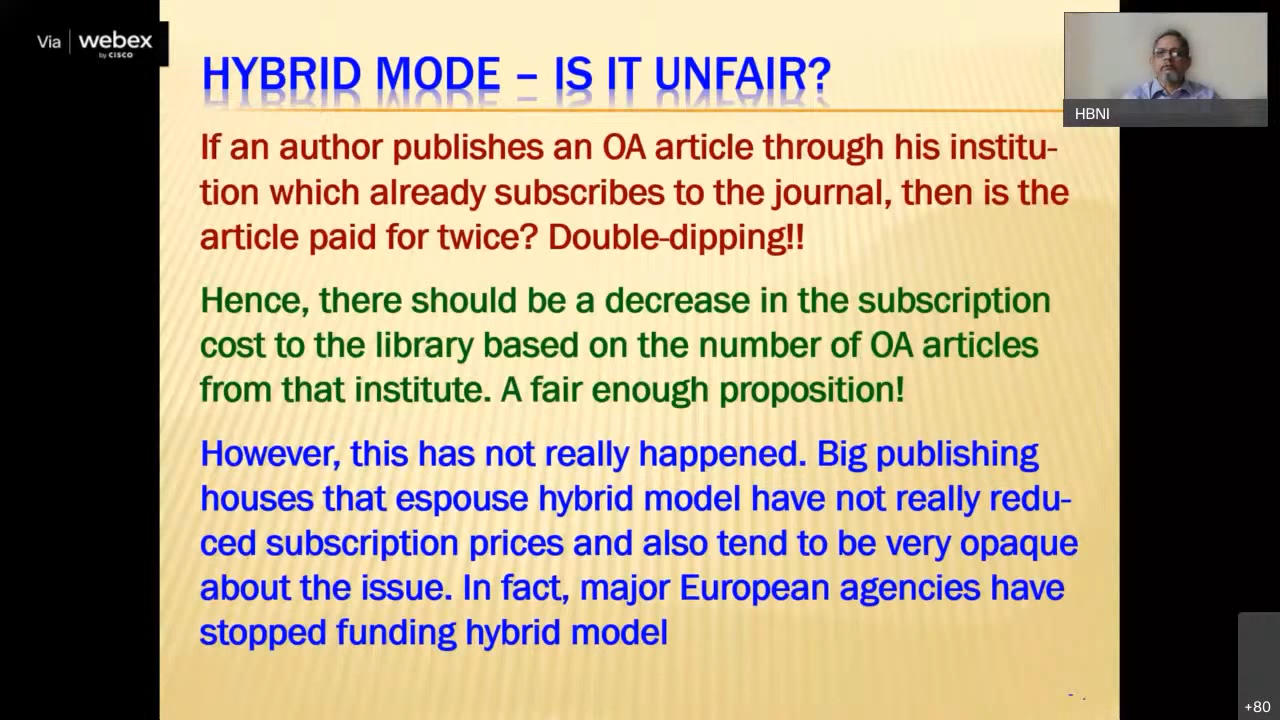 Via | webex
by CISCO
HYBRID MODE – IS IT UNFAIR?
HBNI
If an author publishes an OA article through his institu-
tion which already subscribes to the journal, then is the
article paid for twice? Double-dipping!!
Hence, there should be a decrease in the subscription
cost to the library based on the number of OA articles
from that institute. A fair enough proposition!
However, this has not really happened. Big publishing
houses that espouse hybrid model have not really redu-
ced subscription prices and also tend to be very opaque
about the issue. In fact, major European agencies have
stopped funding hybrid model
+80